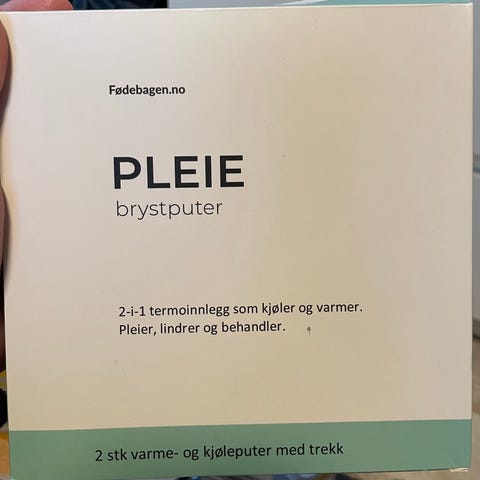 Fødebagen.no
PLEIE
brystputer
2-i-1 termoinnlegg som kjøler og varmer.
Pleier, lindrer og behandler.
2 stk varme- og kjøleputer med trekk